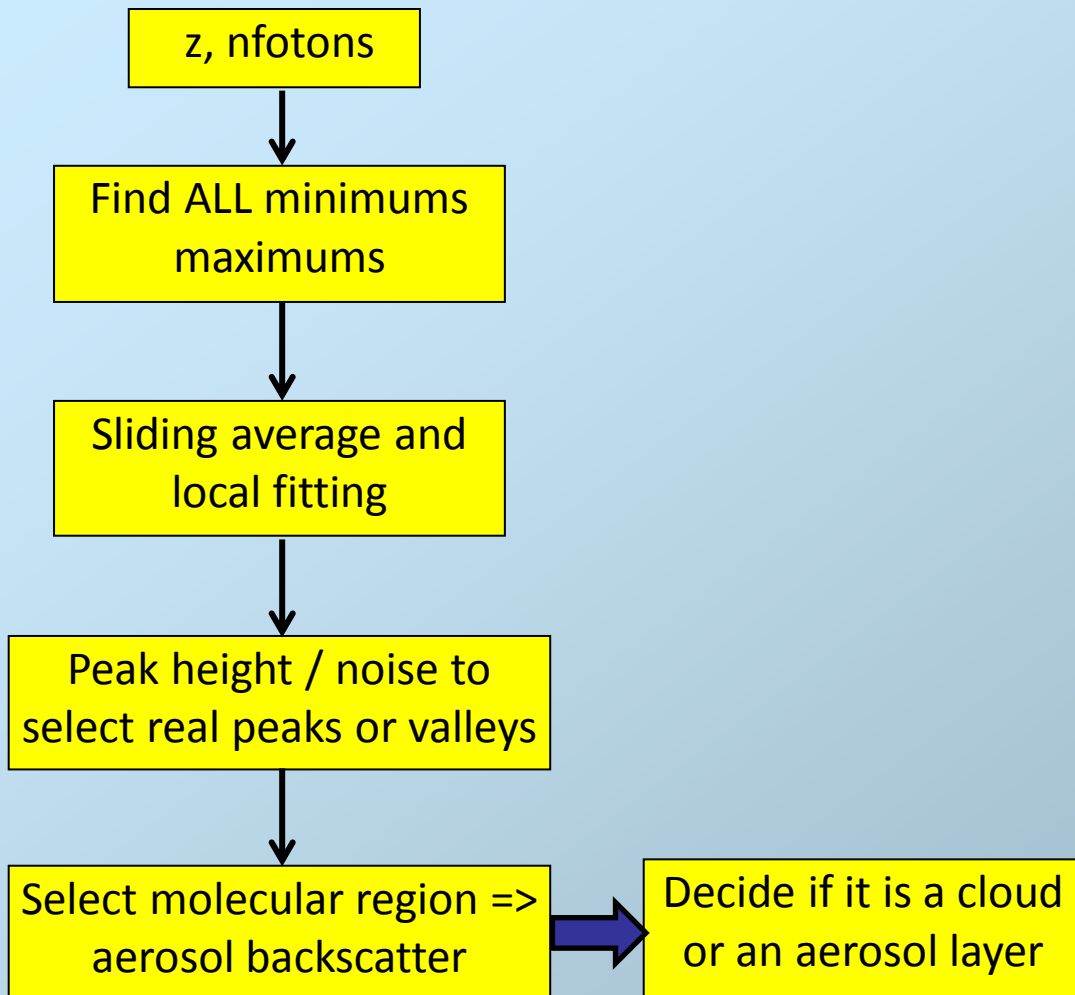 z, nfotons
Find ALL minimums
maximums
Sliding average and
local fitting
Peak height / noise to
select real peaks or valleys
Select molecular region =>
aerosol backscatter
Decide if it is a cloud
or an aerosol layer